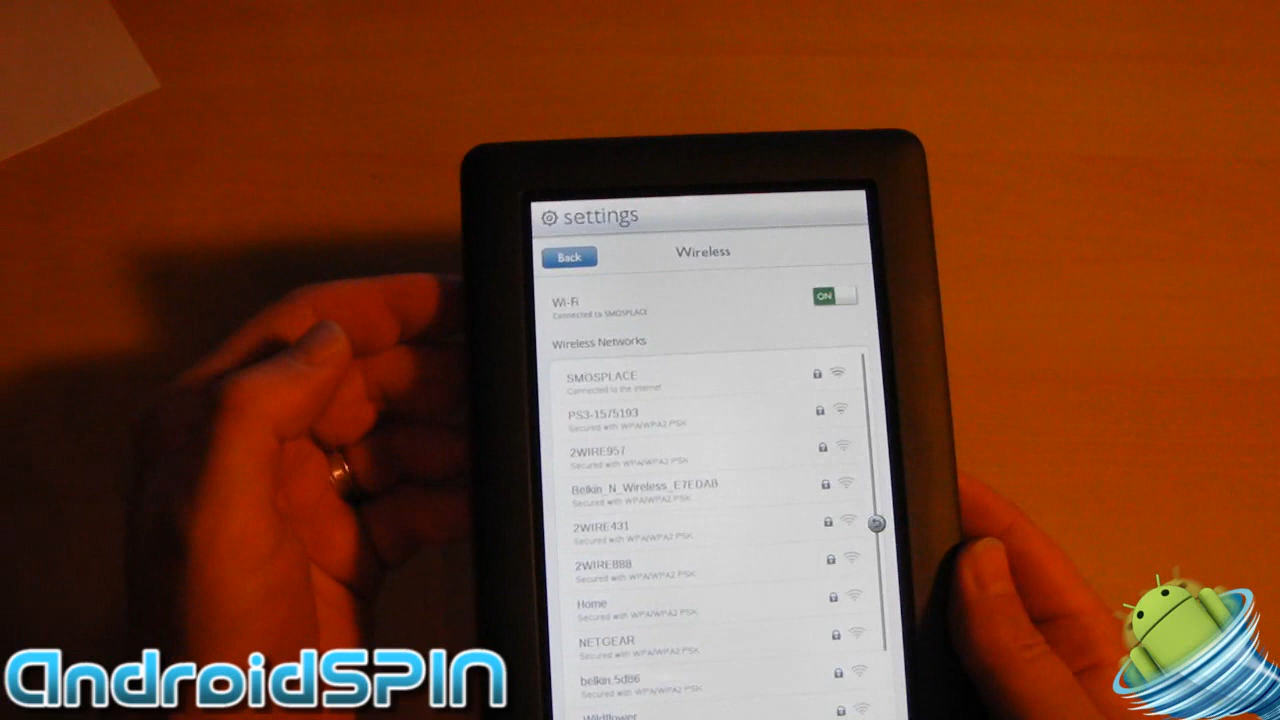 settings
Back
Wireless
Wi-Fi
ON
Connected to SMOSPLACE
Wireless Networks
SMOSPLACE
Connected to the internet
PS3-1575193
Secured with WPA/WPA2 PSK
2WIRE957
Secured with WPA/WPA2 PSK
Belkin_N_Wireless_E7EDAB
Secured with WPA/WPA2 PSK
2WIRE431
Secured with WPA/WPA2 PSK
2WIRE888
Secured with WPA/WPA2 PSK
Home
Secured with WPA/WPA2 PSK
NETGEAR
Secured with WPA/WPA2 PSK
belkin.5d86
Secured with WPA/WPA2 PSK
Wildflower
AndroidSPIN